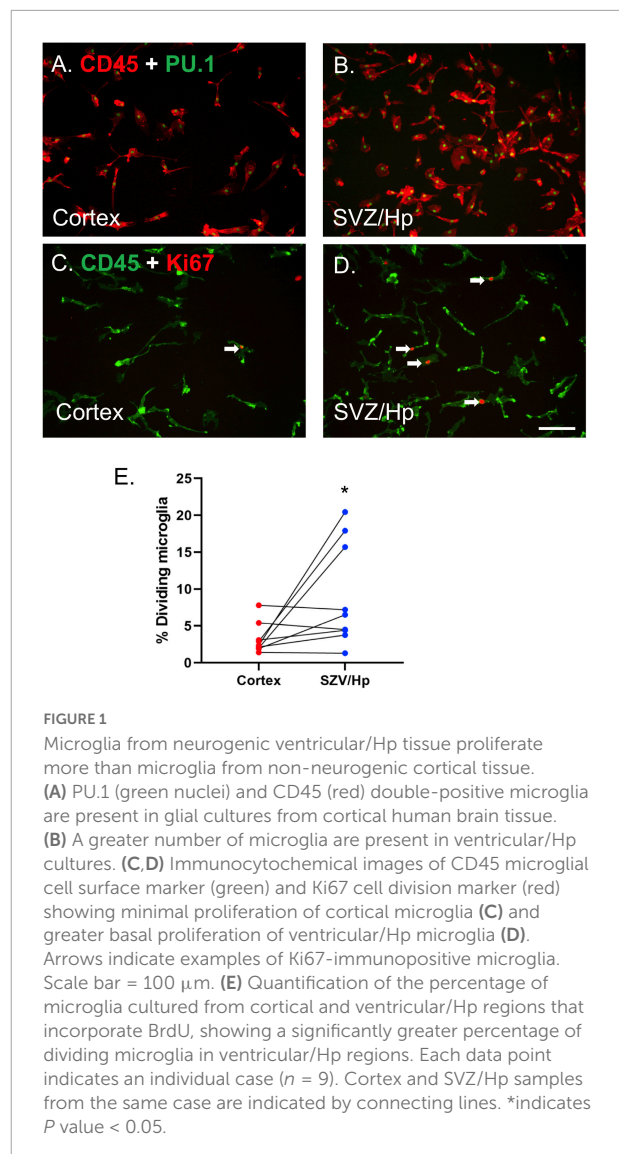 A. CD45 + PU.1
B.
Cortex
SVZ/Hp
C. CD45 + Ki67
D.
Cortex
SVZ/Hp
E.
*
25
20
15
10
5
0
% Dividing microglia
Cortex
SZV/Hp
FIGURE 1
Microglia from neurogenic ventricular/Hp tissue proliferate
more than microglia from non-neurogenic cortical tissue.
(A) PU.1 (green nuclei) and CD45 (red) double-positive microglia
are present in glial cultures from cortical human brain tissue.
(B) A greater number of microglia are present in ventricular/Hp
cultures. (C,D) Immunocytochemical images of CD45 microglial
cell surface marker (green) and Ki67 cell division marker (red)
showing minimal proliferation of cortical microglia (C) and
greater basal proliferation of ventricular/Hp microglia (D).
Arrows indicate examples of Ki67-immunopositive microglia.
Scale bar = 100 μm. (E) Quantification of the percentage of
microglia cultured from cortical and ventricular/Hp regions that
incorporate BrdU, showing a significantly greater percentage of
dividing microglia in ventricular/Hp regions. Each data point
indicates an individual case (n = 9). Cortex and SVZ/Hp samples
from the same case are indicated by connecting lines. *indicates
P value < 0.05.